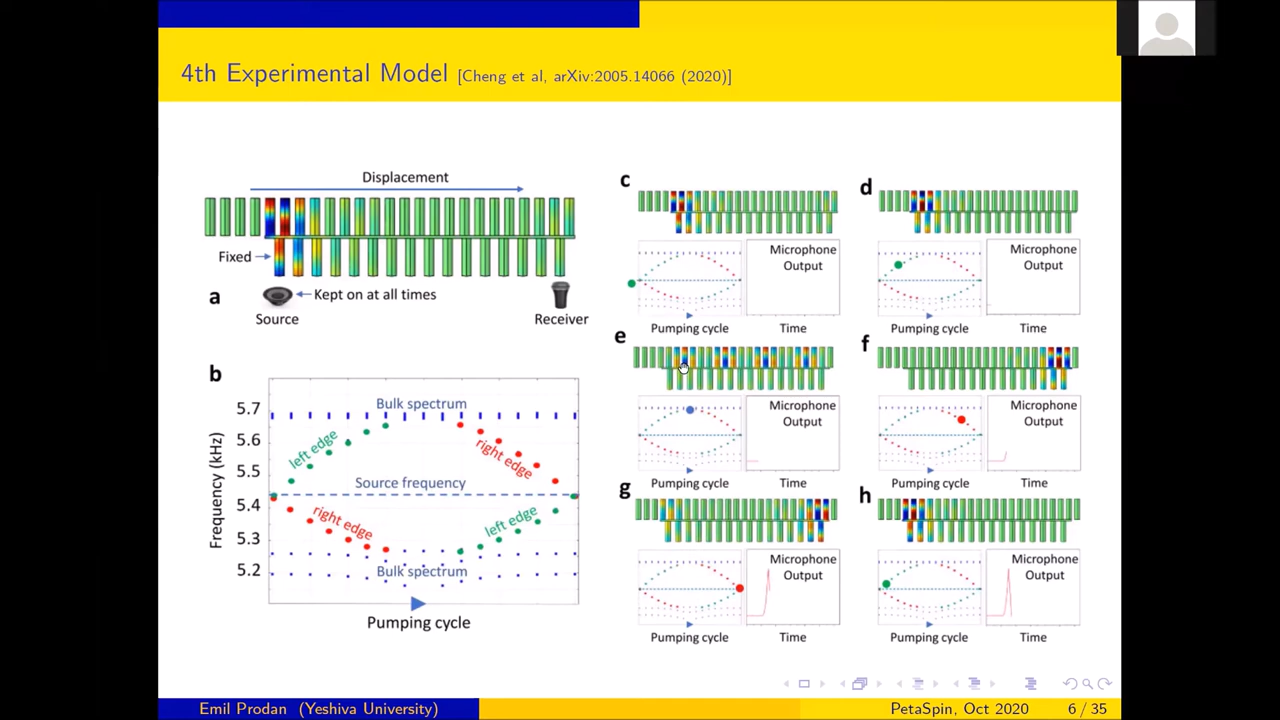 4th Experimental Model [Cheng et al, arXiv:2005.14066 (2020)]
Displacement
Fixed
a
Kept on at all times
Source
Receiver
b
Frequency (kHz)
5.7
5.6
5.5
5.4
5.3
5.2
Bulk spectrum
left edge
right edge
Source frequency
right edge
left edge
Bulk spectrum
Pumping cycle
c
Microphone
Output
Pumping cycle
Time
d
Microphone
Output
Pumping cycle
Time
e
Microphone
Output
Pumping cycle
Time
f
Microphone
Output
Pumping cycle
Time
g
Microphone
Output
Pumping cycle
Time
h
Microphone
Output
Pumping cycle
Time
Emil Prodan (Yeshiva University)
PetaSpin, Oct 2020
6 / 35